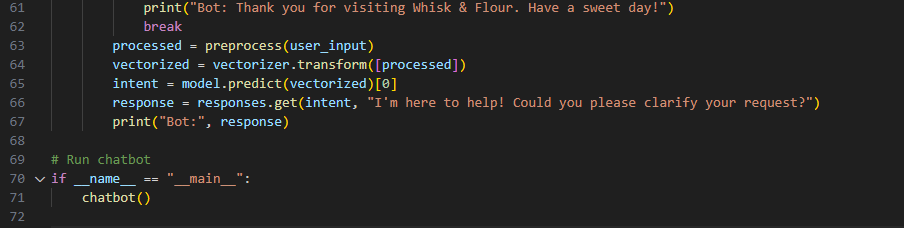 61 print("Bot: Thank you for visiting Whisk & Flour. Have a sweet day!")
62 break
63 processed = preprocess(user_input)
64 vectorized = vectorizer.transform([processed])
65 intent = model.predict(vectorized)[0]
66 response = responses.get(intent, "I'm here to help! Could you please clarify your request?")
67 print("Bot:", response)
68
69 # Run chatbot
70 if __name__ == "__main__":
71 chatbot()
72